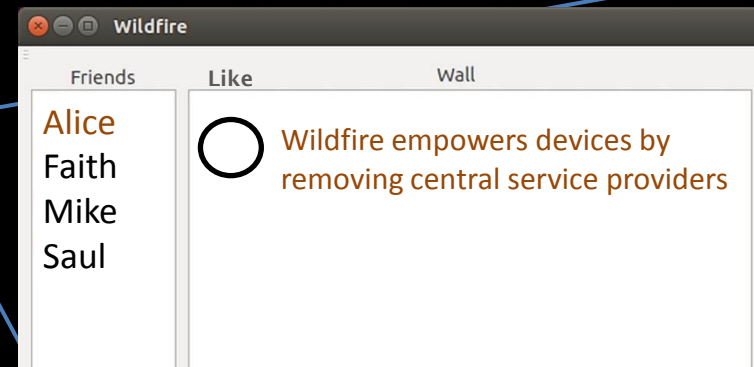 Wildfire
Friends
Like
Wall
Alice
Faith
Mike
Saul
Wildfire empowers devices by
removing central service providers